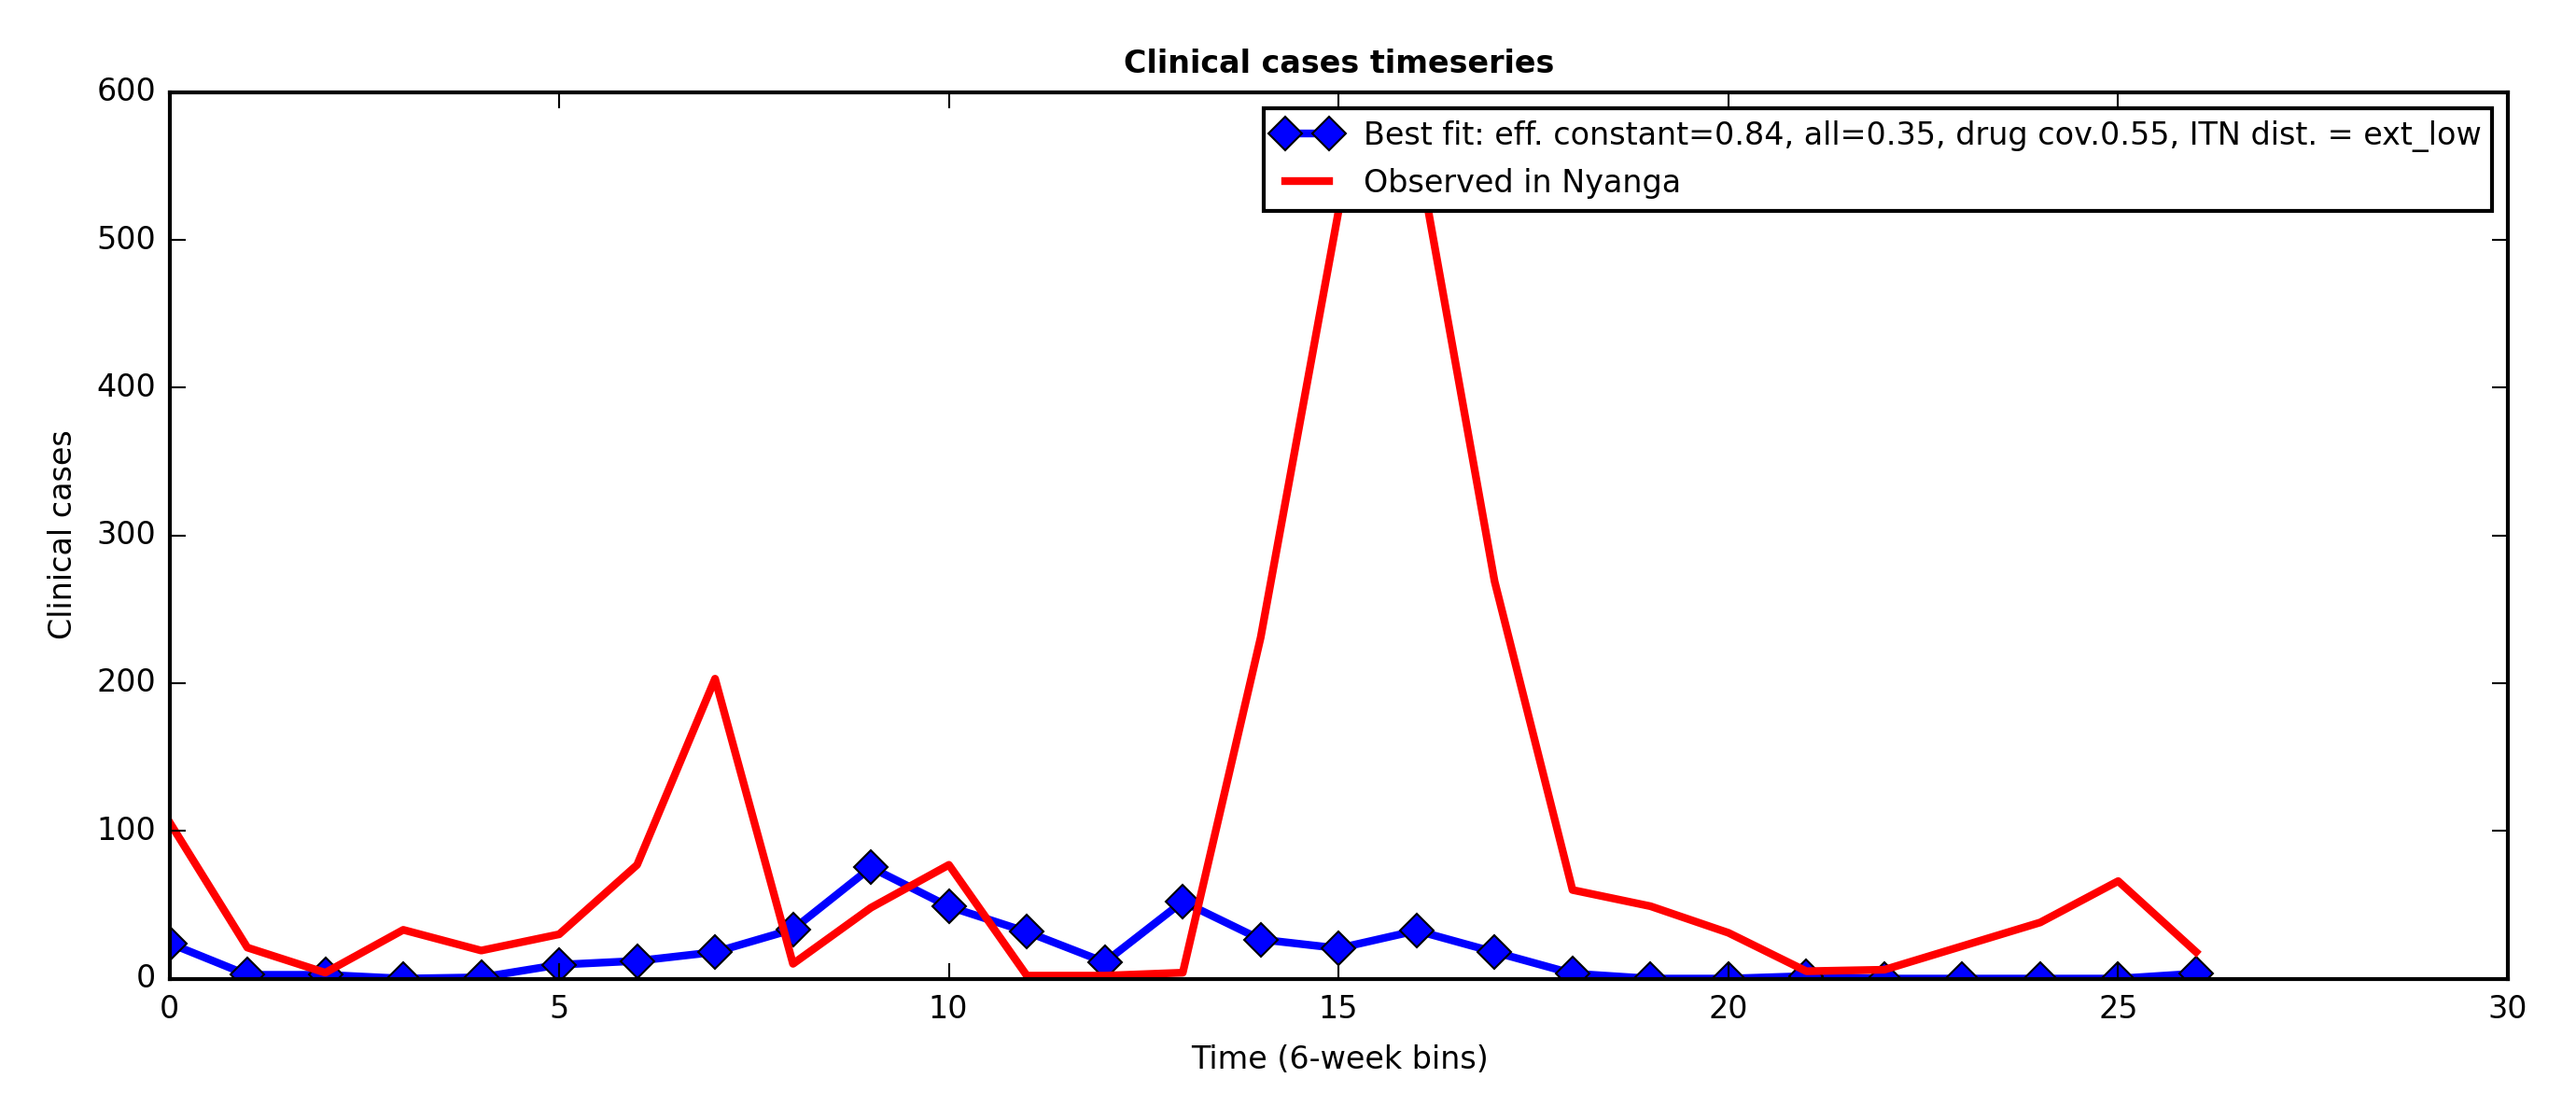 Clinical cases timeseries
600
500
400
300
200
100
0
Clinical cases
Best fit: eff. constant=0.84, all=0.35, drug cov.0.55, ITN dist. = ext_low
Observed in Nyanga
0 5 10 15 20 25 30
Time (6-week bins)